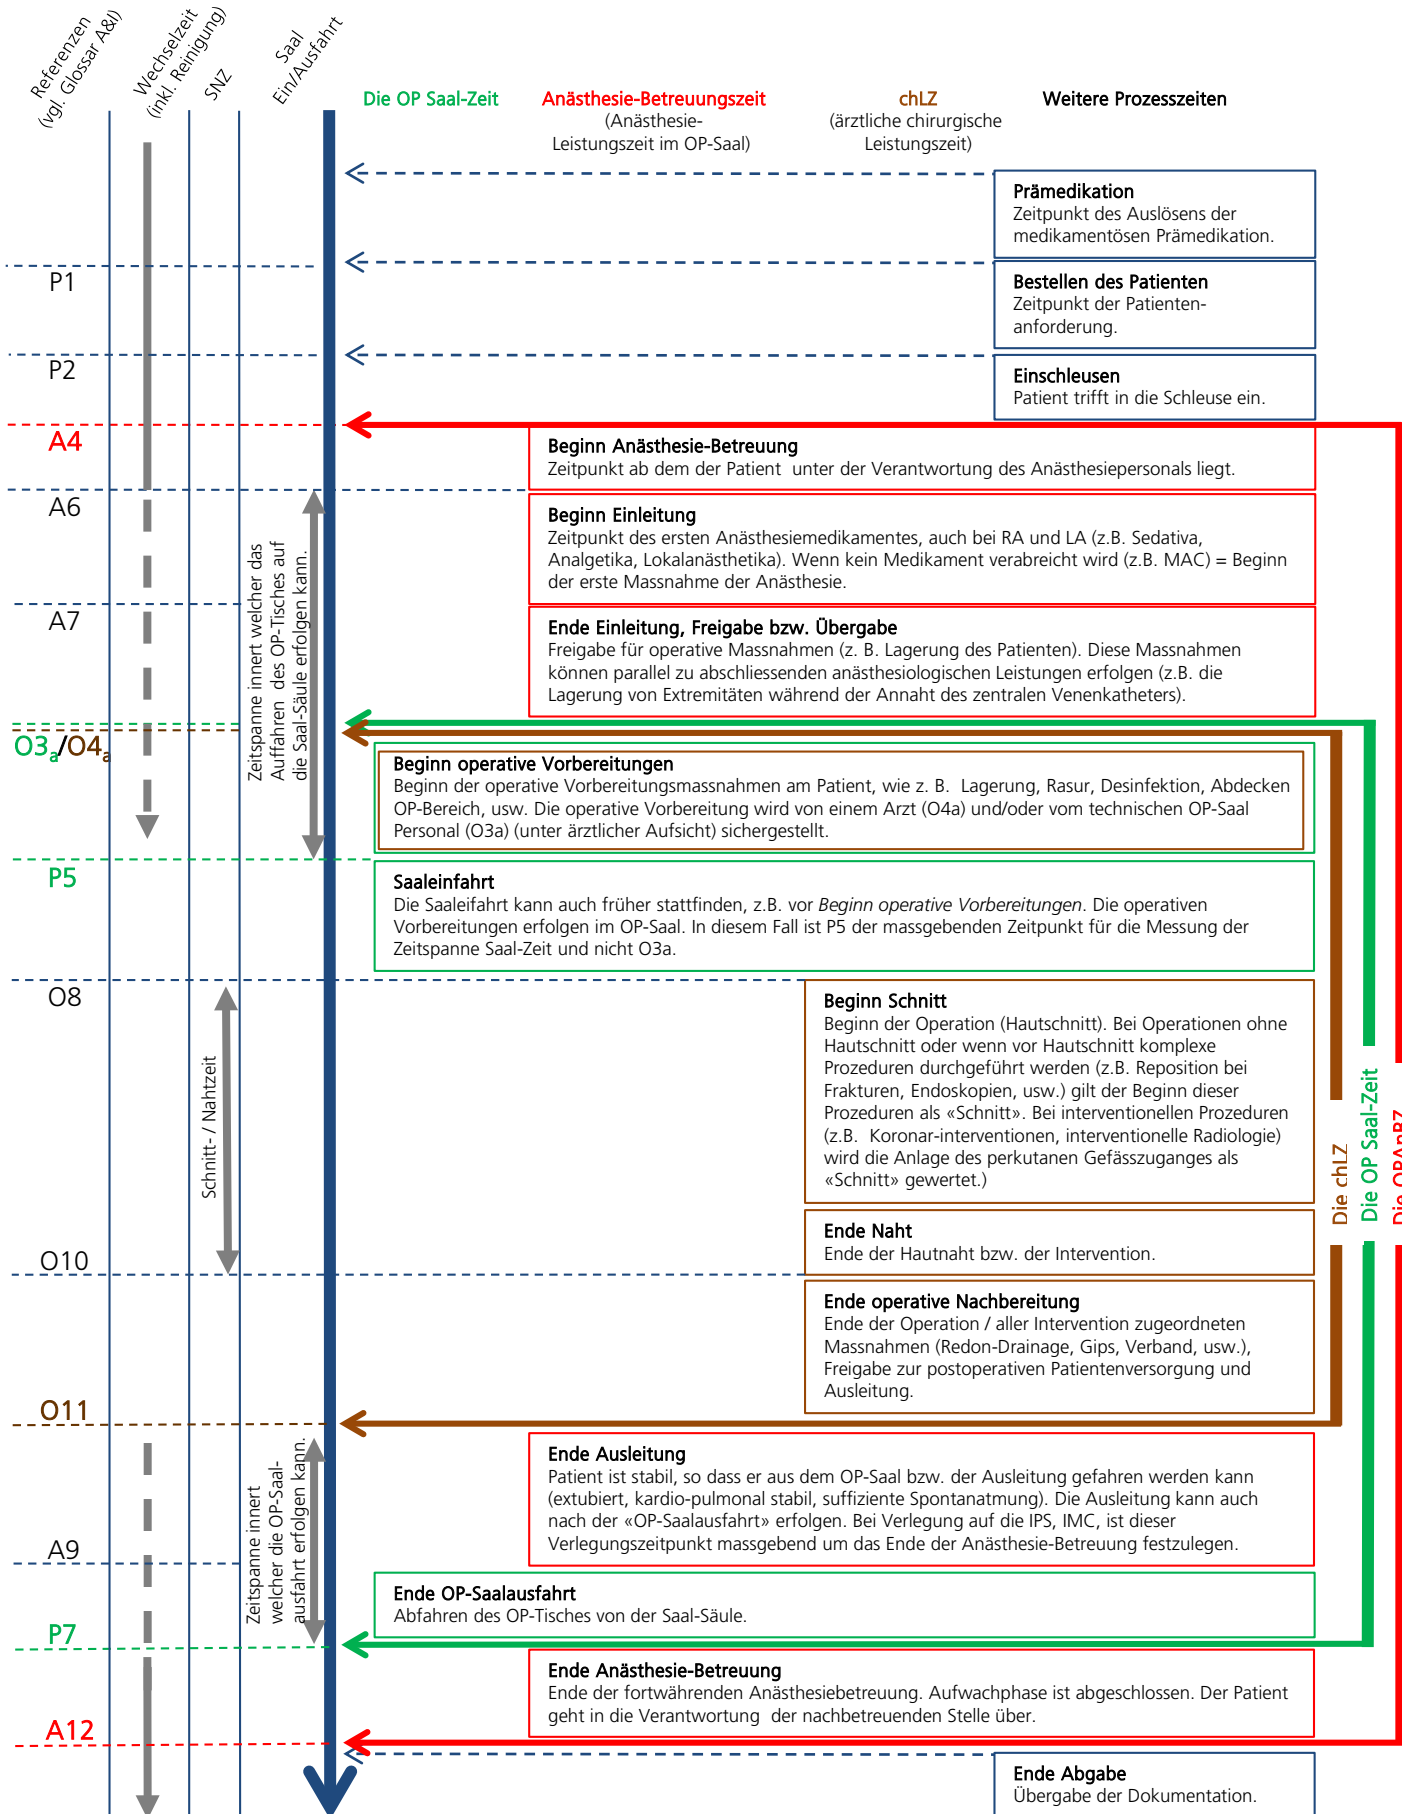 Referenzen
(vgl. Glossar A&I)
Wechselzeit
(inkl. Reinigung)
SNZ
Saal
Ein/Ausfahrt
Die OP Saal-Zeit
Anästhesie-Betreuungszeit
(Anästhesie-
Leistungszeit im OP-Saal)
chLZ
(ärztliche chirurgische
Leistungszeit)
Weitere Prozesszeiten
Prämedikation
Zeitpunkt des Auslösens der
medikamentösen Prämedikation.
P1
Bestellen des Patienten
Zeitpunkt der Patienten-
anforderung.
P2
Einschleusen
Patient trifft in die Schleuse ein.
A4
Beginn Anästhesie-Betreuung
Zeitpunkt ab dem der Patient unter der Verantwortung des Anästhesiepersonals liegt.
A6
Beginn Einleitung
Zeitpunkt des ersten Anästhesiemedikamentes, auch bei RA und LA (z.B. Sedativa,
Analgetika, Lokalanästhetika). Wenn kein Medikament verabreicht wird (z.B. MAC) = Beginn
der erste Massnahme der Anästhesie.
Zeitspanne innert welcher das
Auffahren des OP-Tisches auf
die Saal-Säule erfolgen kann.
A7
Ende Einleitung, Freigabe bzw. Übergabe
Freigabe für operative Massnahmen (z. B. Lagerung des Patienten). Diese Massnahmen
können parallel zu abschliessenden anästhesiologischen Leistungen erfolgen (z.B. die
Lagerung von Extremitäten während der Annaht des zentralen Venenkatheters).
O3a/O4a
Beginn operative Vorbereitungen
Beginn der operative Vorbereitungsmassnahmen am Patient, wie z. B. Lagerung, Rasur, Desinfektion, Abdecken
OP-Bereich, usw. Die operative Vorbereitung wird von einem Arzt (O4a) und/oder vom technischen OP-Saal
Personal (O3a) (unter ärztlicher Aufsicht) sichergestellt.
P5
Saaleinfahrt
Die Saaleifahrt kann auch früher stattfinden, z.B. vor Beginn operative Vorbereitungen. Die operativen
Vorbereitungen erfolgen im OP-Saal. In diesem Fall ist P5 der massgebenden Zeitpunkt für die Messung der
Zeitspanne Saal-Zeit und nicht O3a.
O8
Beginn Schnitt
Beginn der Operation (Hautschnitt). Bei Operationen ohne
Hautschnitt oder wenn vor Hautschnitt komplexe
Prozeduren durchgeführt werden (z.B. Reposition bei
Frakturen, Endoskopien, usw.) gilt der Beginn dieser
Prozeduren als «Schnitt». Bei interventionellen Prozeduren
(z.B. Koronar-interventionen, interventionelle Radiologie)
wird die Anlage des perkutanen Gefässzuganges als
«Schnitt» gewertet.)
Schnitt- / Nahtzeit
Die chLZ
Die OP Saal-Zeit
Die OPAnBZ
O10
Ende Naht
Ende der Hautnaht bzw. der Intervention.
Ende operative Nachbereitung
Ende der Operation / aller Intervention zugeordneten
Massnahmen (Redon-Drainage, Gips, Verband, usw.),
Freigabe zur postoperativen Patientenversorgung und
Ausleitung.
O11
Zeitspanne innert
welcher die OP-Saal-
ausfahrt erfolgen kann.
Ende Ausleitung
Patient ist stabil, so dass er aus dem OP-Saal bzw. der Ausleitung gefahren werden kann
(extubiert, kardio-pulmonal stabil, suffiziente Spontanatmung). Die Ausleitung kann auch
nach der «OP-Saalausfahrt» erfolgen. Bei Verlegung auf die IPS, IMC, ist dieser
Verlegungszeitpunkt massgebend um das Ende der Anästhesie-Betreuung festzulegen.
A9
Ende OP-Saalausfahrt
Abfahren des OP-Tisches von der Saal-Säule.
P7
Ende Anästhesie-Betreuung
Ende der fortwährenden Anästhesiebetreuung. Aufwachphase ist abgeschlossen. Der Patient
geht in die Verantwortung der nachbetreuenden Stelle über.
A12
Ende Abgabe
Übergabe der Dokumentation.